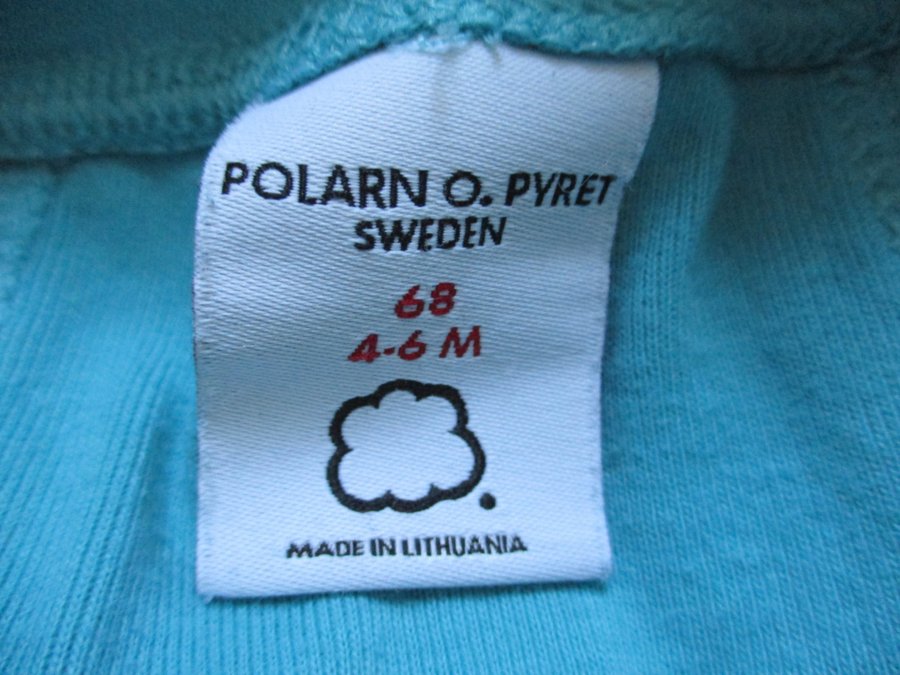 POLARN O. PYRET
SWEDEN
68
4-6 M
MADE IN LITHUANIA